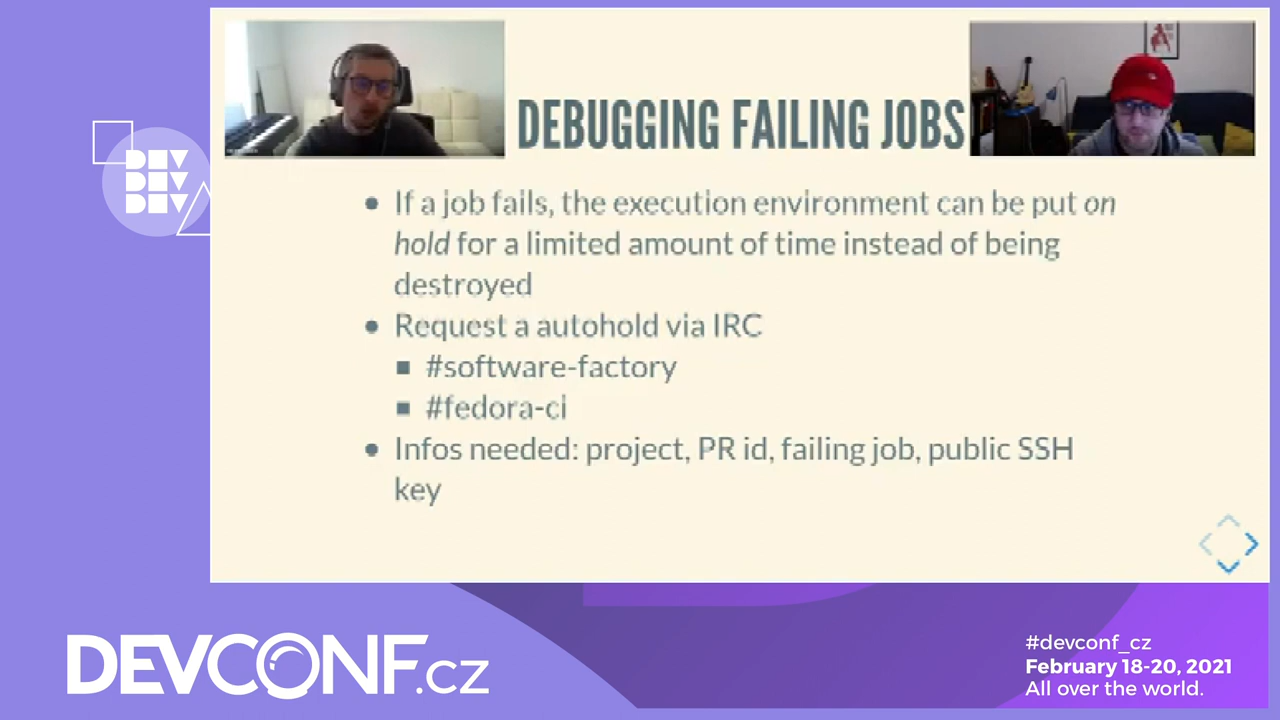 DEBUGGING FAILING JOBS
If a job fails, the execution environment can be put on
hold for a limited amount of time instead of being
destroyed
Request a autohold via IRC
#software-factory
#fedora-ci
Infos needed: project, PR id, failing job, public SSH
key
DEV
DEV
DEV
DEVCONF.cz
#devconf_cz
February 18-20, 2021
All over the world.